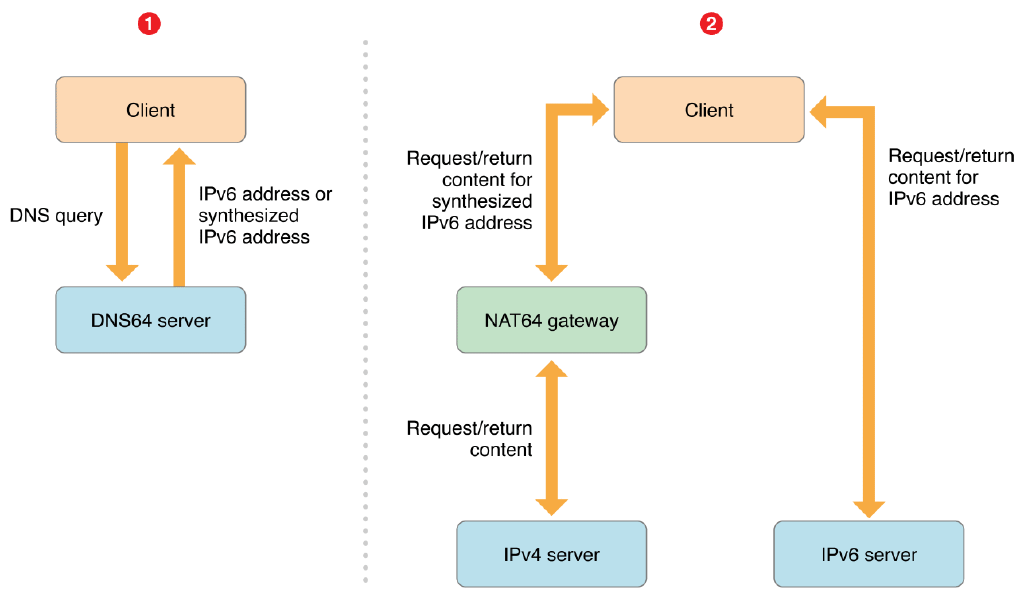 1
Client
DNS query
IPv6 address or
synthesized
IPv6 address
DNS64 server
2
Client
Request/return
content for
synthesized
IPv6 address
Request/return
content for
IPv6 address
NAT64 gateway
Request/return
content
IPv4 server
IPv6 server